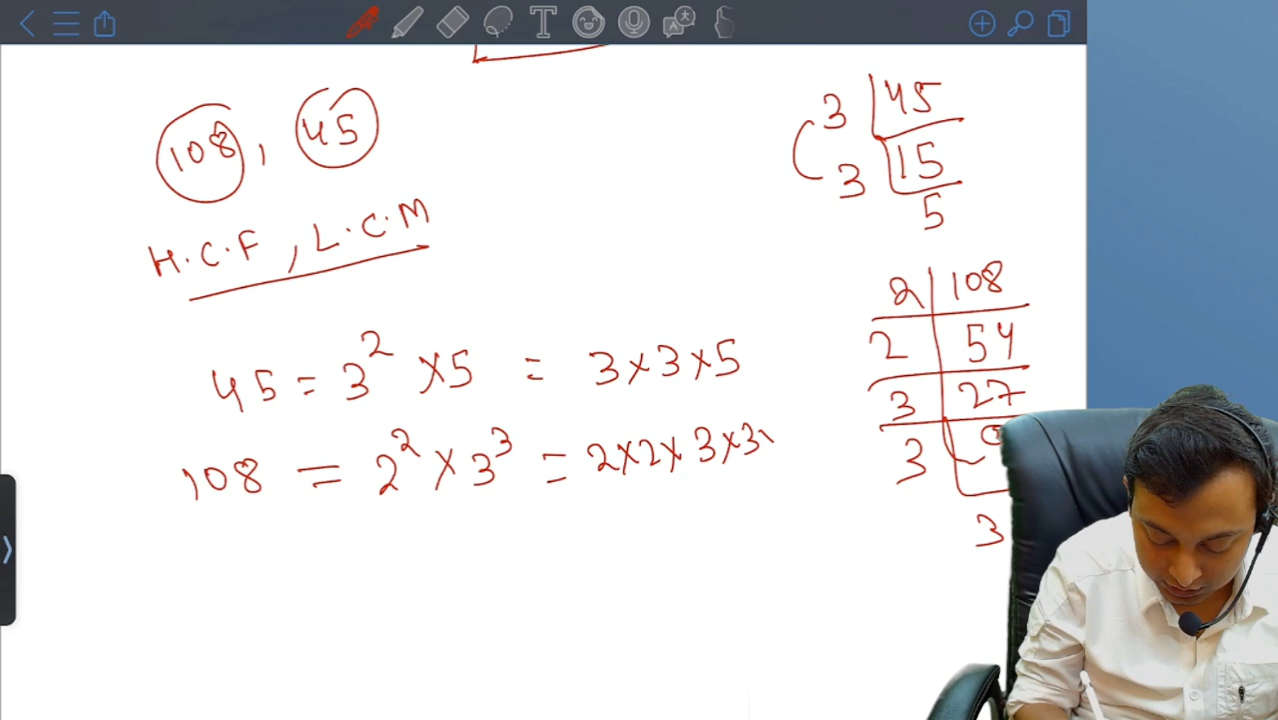 108, 45
H.C.F, L.C.M
45 = 3² × 5 = 3×3×5
108 = 2² × 3³ = 2×2×3×3×
3 | 45
3 | 15
5
2 | 108
2 | 54
3 | 27
3
3